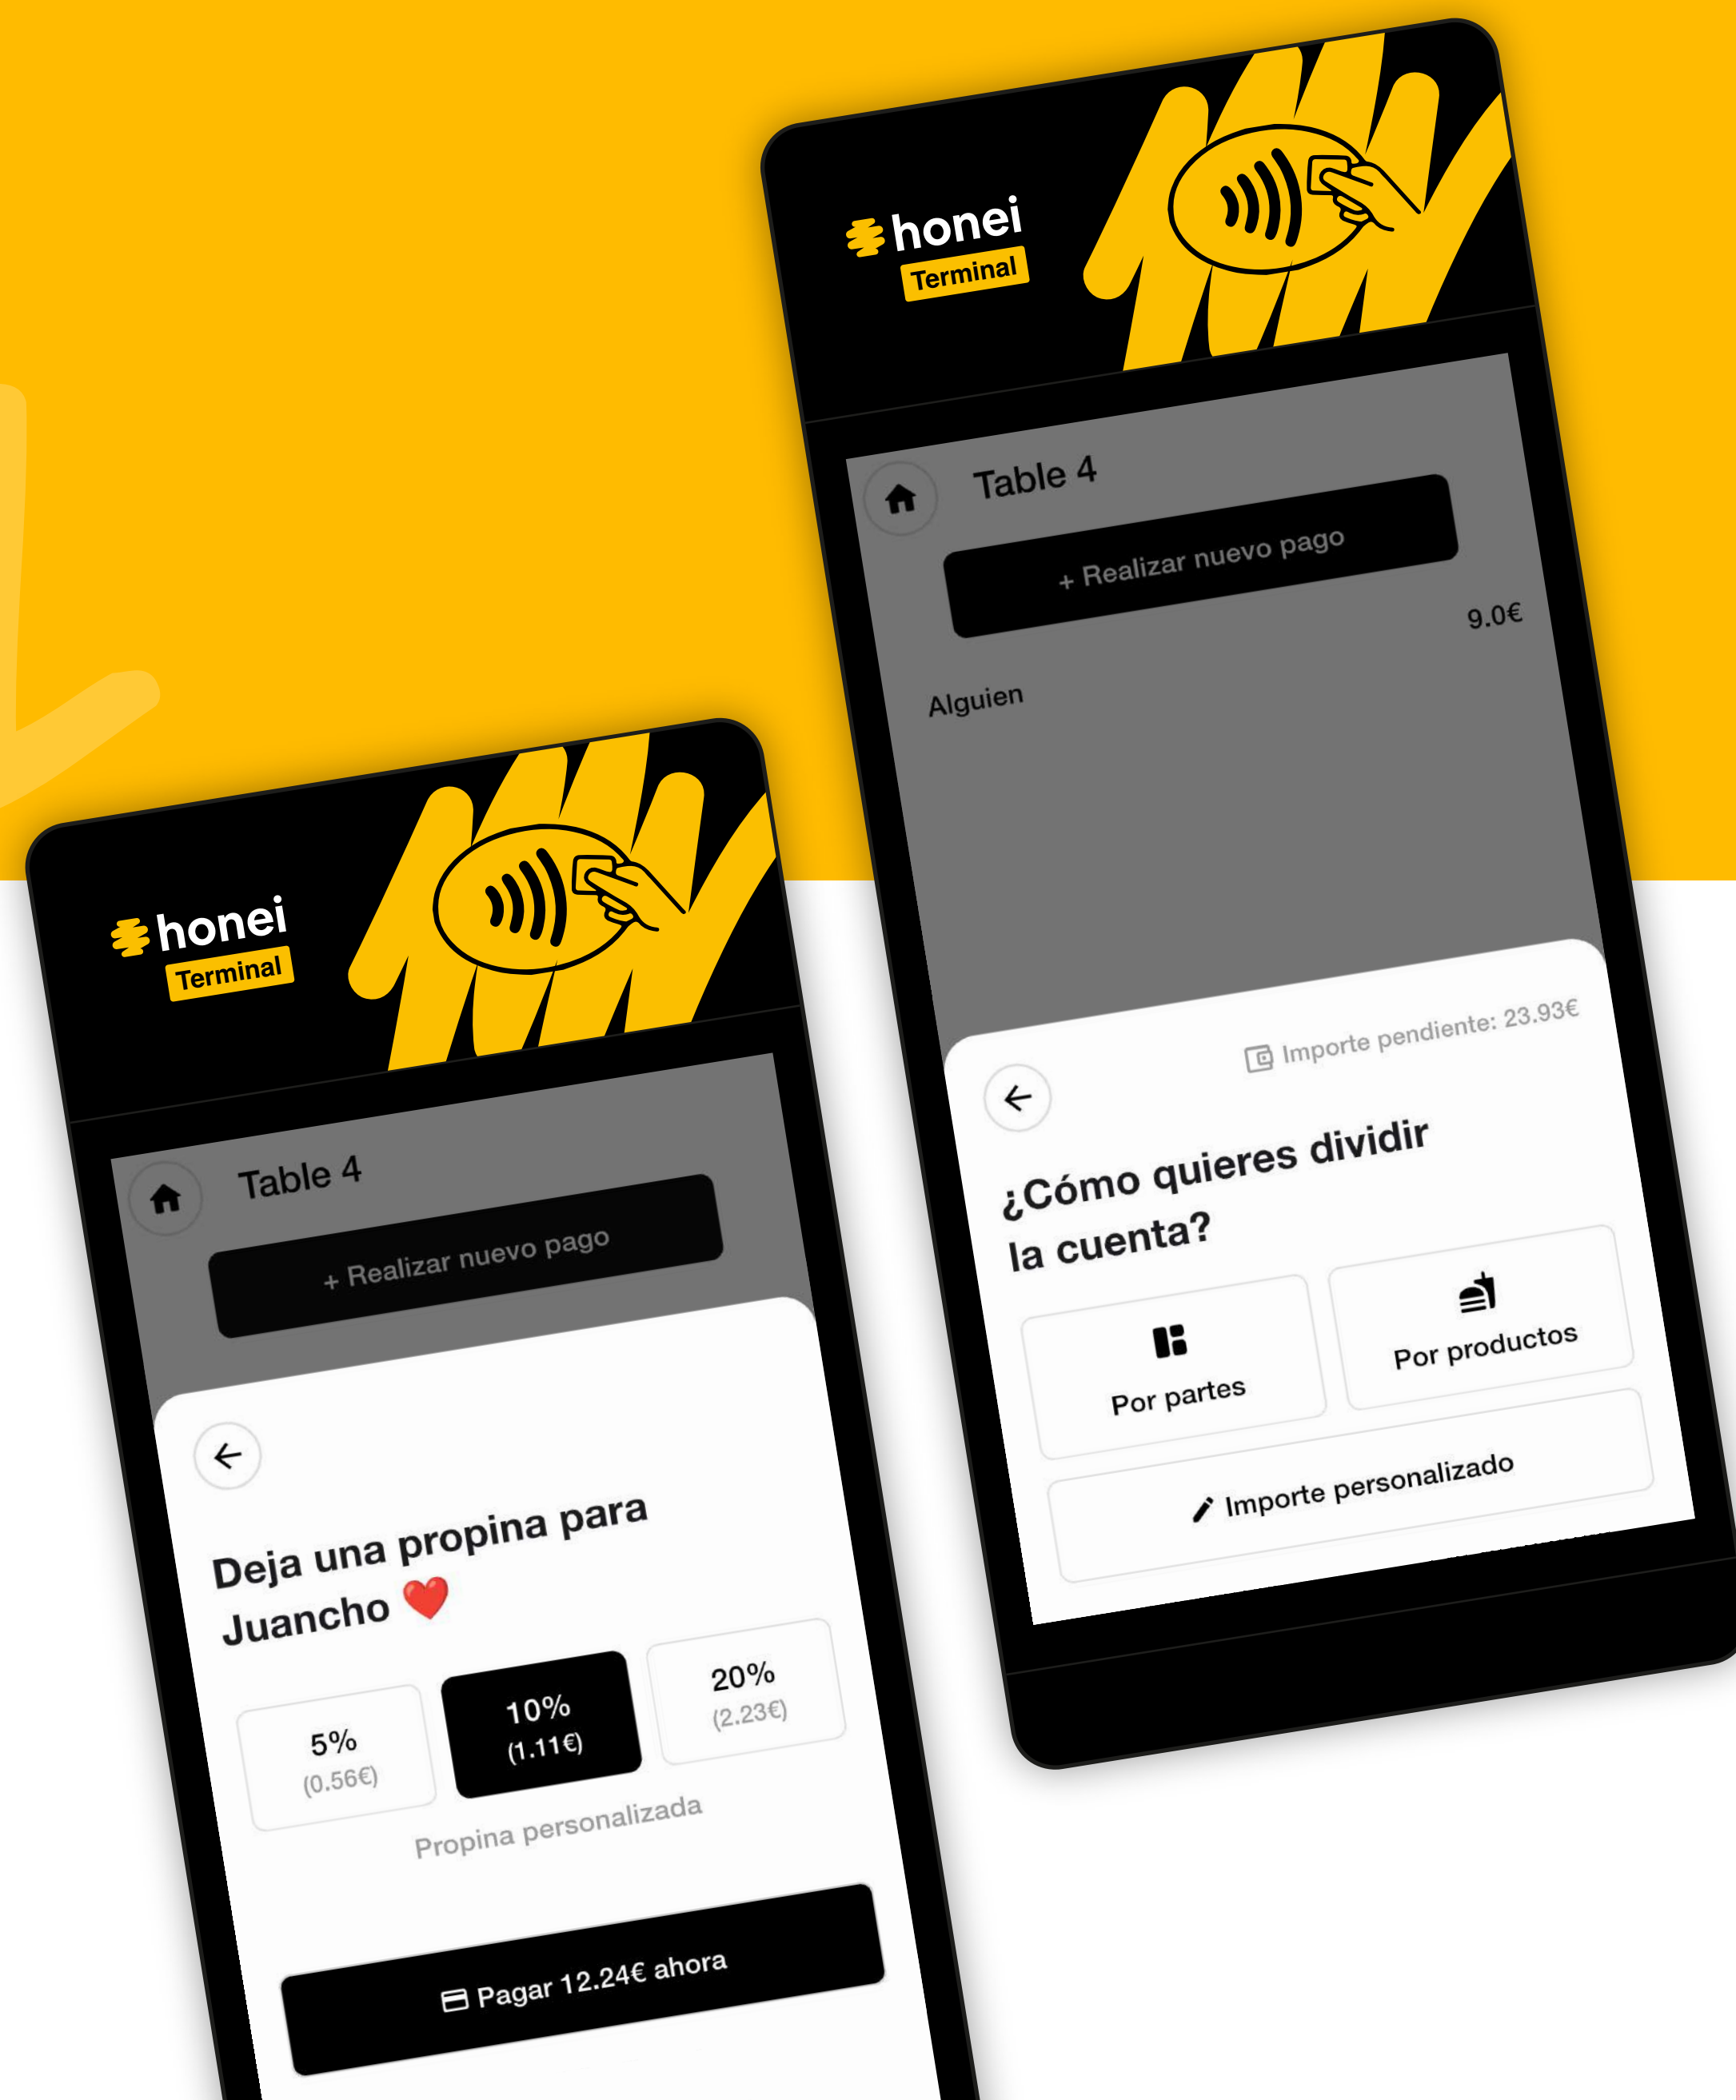 honei
Terminal
Table 4
+ Realizar nuevo pago
9.0€
Alguien
Importe pendiente: 23.93€
¿Cómo quieres dividir
la cuenta?
Por partes
Por productos
Importe personalizado
honei
Terminal
Table 4
+ Realizar nuevo pago
Deja una propina para
Juancho ❤️
5%
(0.56€)
10%
(1.11€)
20%
(2.23€)
Propina personalizada
Pagar 12.24€ ahora